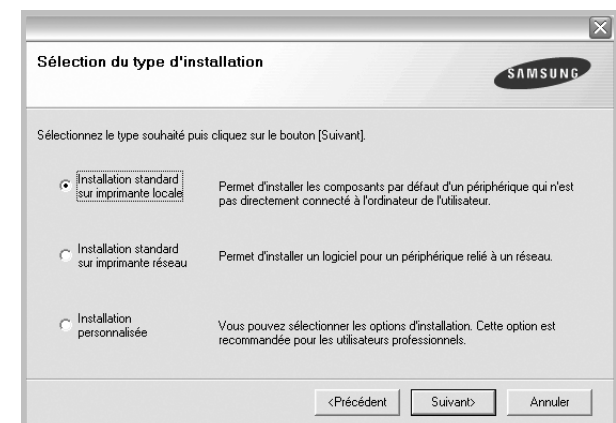 Sélection du type d'installation
SAMSUNG
Sélectionnez le type souhaité puis cliquez sur le bouton [Suivant].
Installation standard
sur imprimante locale
Permet d'installer les composants par défaut d'un périphérique qui n'est
pas directement connecté à l'ordinateur de l'utilisateur.
Installation standard
sur imprimante réseau
Permet d'installer un logiciel pour un périphérique relié à un réseau.
Installation
personnalisée
Vous pouvez sélectionner les options d'installation. Cette option est
recommandée pour les utilisateurs professionnels.
<Précédent
Suivant>
Annuler